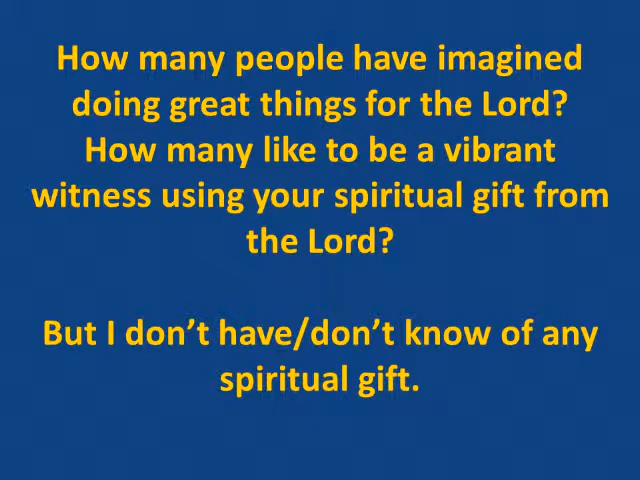 How many people have imagined
doing great things for the Lord?
How many like to be a vibrant
witness using your spiritual gift from
the Lord?
But I don’t have/don’t know of any
spiritual gift.